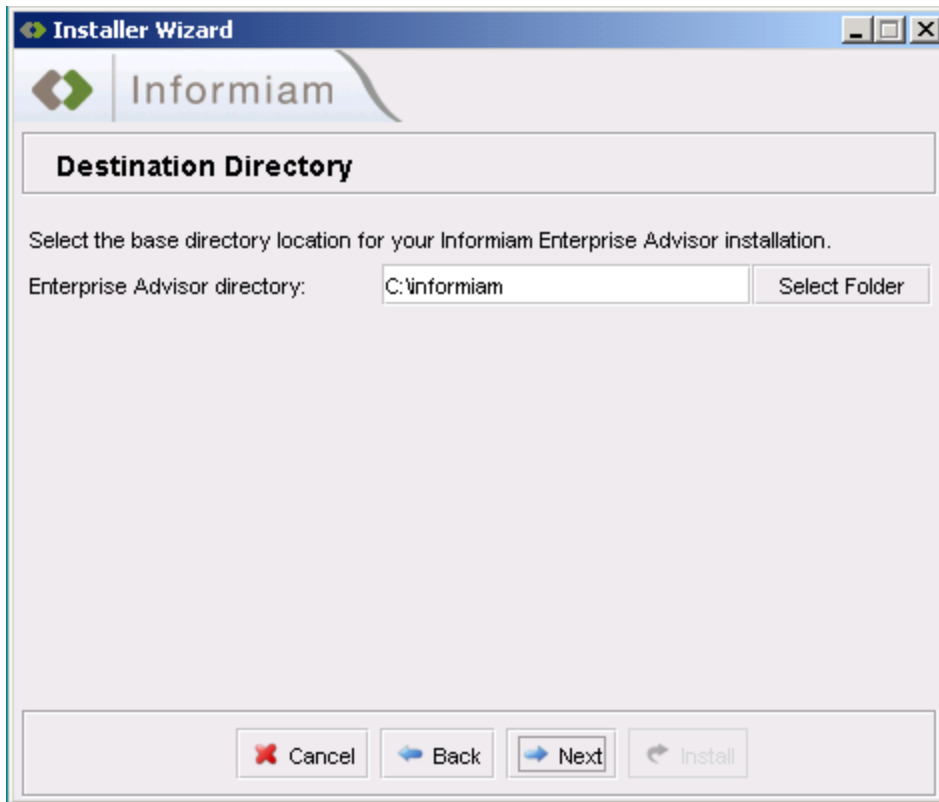 Installer Wizard
Informiam
Destination Directory
Select the base directory location for your Informiam Enterprise Advisor installation.
Enterprise Advisor directory: C:\informiam Select Folder
Cancel Back Next Install